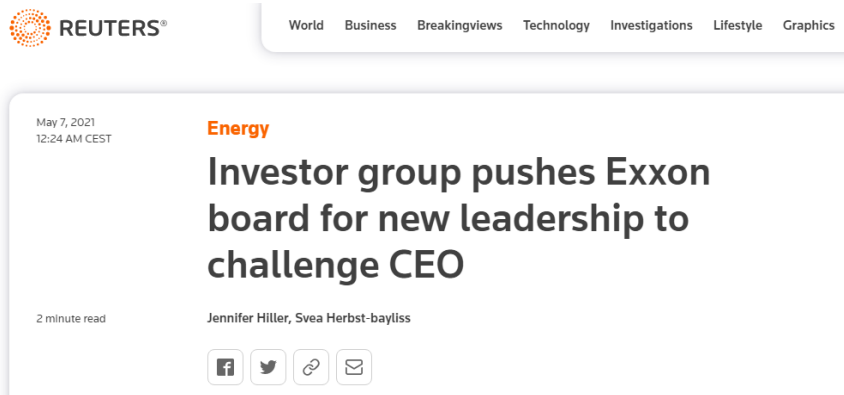 REUTERS®
World Business Breakingviews Technology Investigations Lifestyle Graphics
May 7, 2021
12:24 AM CEST
Energy
Investor group pushes Exxon
board for new leadership to
challenge CEO
2 minute read
Jennifer Hiller, Svea Herbst-bayliss